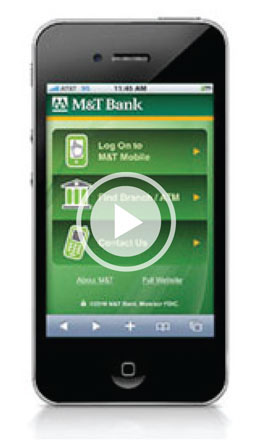 AT&T 3G 11:45 AM
M&T Bank
Log On to
M&T Mobile
Find Branch / ATM
Contact Us
About M&T Full Website
M&T Bank, Member FDIC.